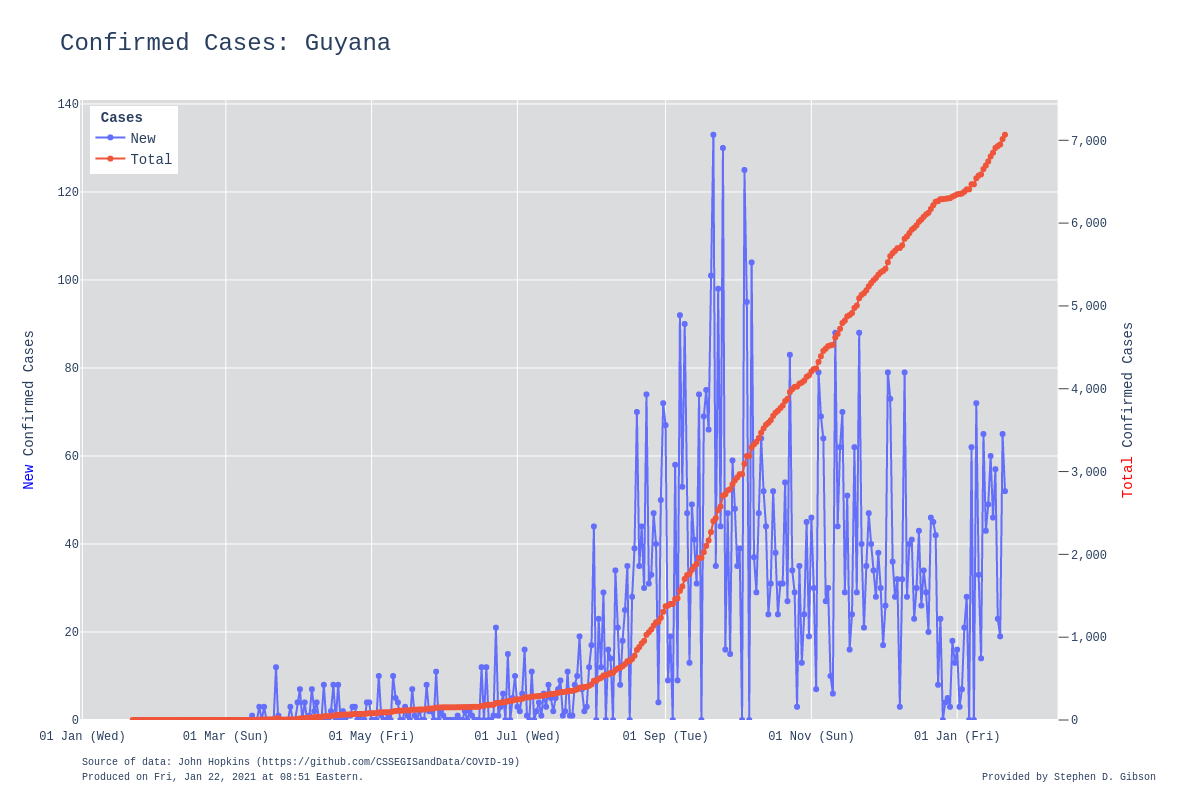 Confirmed Cases: Guyana
Cases
New
Total
140
120
100
80
60
40
20
0
7,000
6,000
5,000
4,000
3,000
2,000
1,000
0
New Confirmed Cases
Total Confirmed Cases
01 Jan (Wed)
01 Mar (Sun)
01 May (Fri)
01 Jul (Wed)
01 Sep (Tue)
01 Nov (Sun)
01 Jan (Fri)
Source of data: John Hopkins (https://github.com/CSSEGISandData/COVID-19)
Produced on Fri, Jan 22, 2021 at 08:51 Eastern.
Provided by Stephen D. Gibson